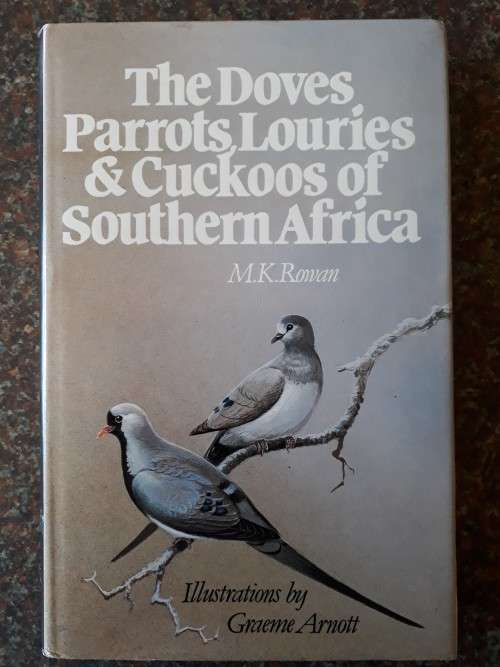 The Doves,
Parrots, Louries
& Cuckoos of
Southern Africa
M.K.Rowan
Illustrations by
Graeme Arnott